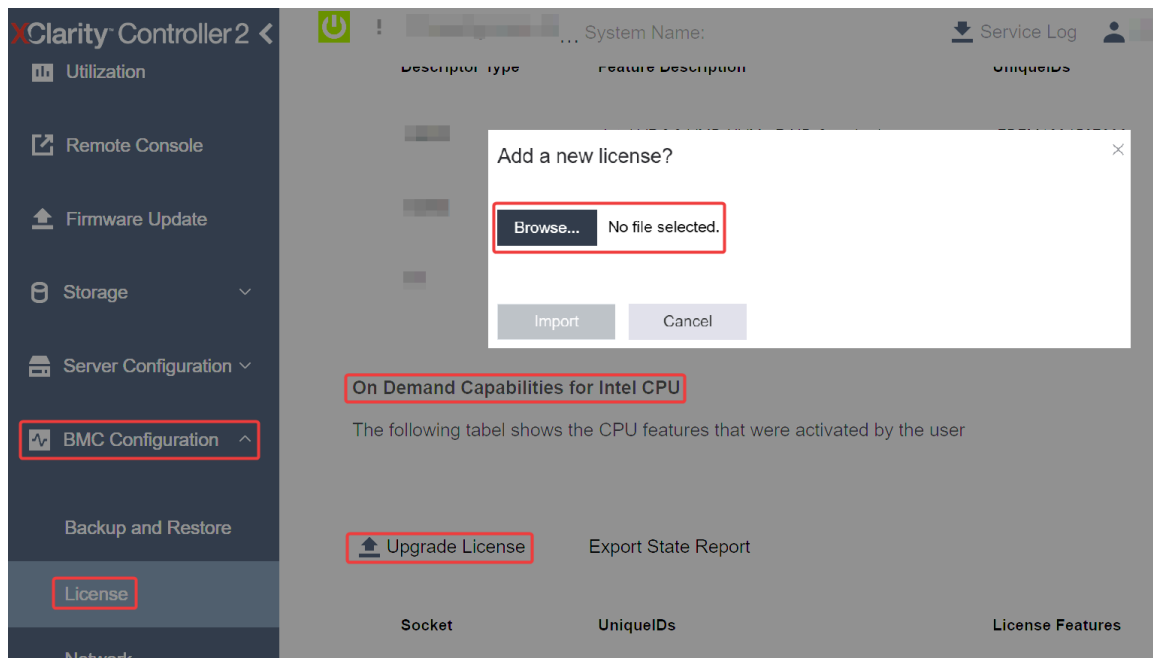 XClarity Controller 2
Utilization
Remote Console
Firmware Update
Storage
Server Configuration
BMC Configuration
Backup and Restore
License
Network
! ... System Name:
Service Log
Descriptor Type Feature Description UniqueIDs
Add a new license?
Browse... No file selected.
Import Cancel
On Demand Capabilities for Intel CPU
The following tabel shows the CPU features that were activated by the user
Upgrade License Export State Report
Socket UniqueIDs License Features